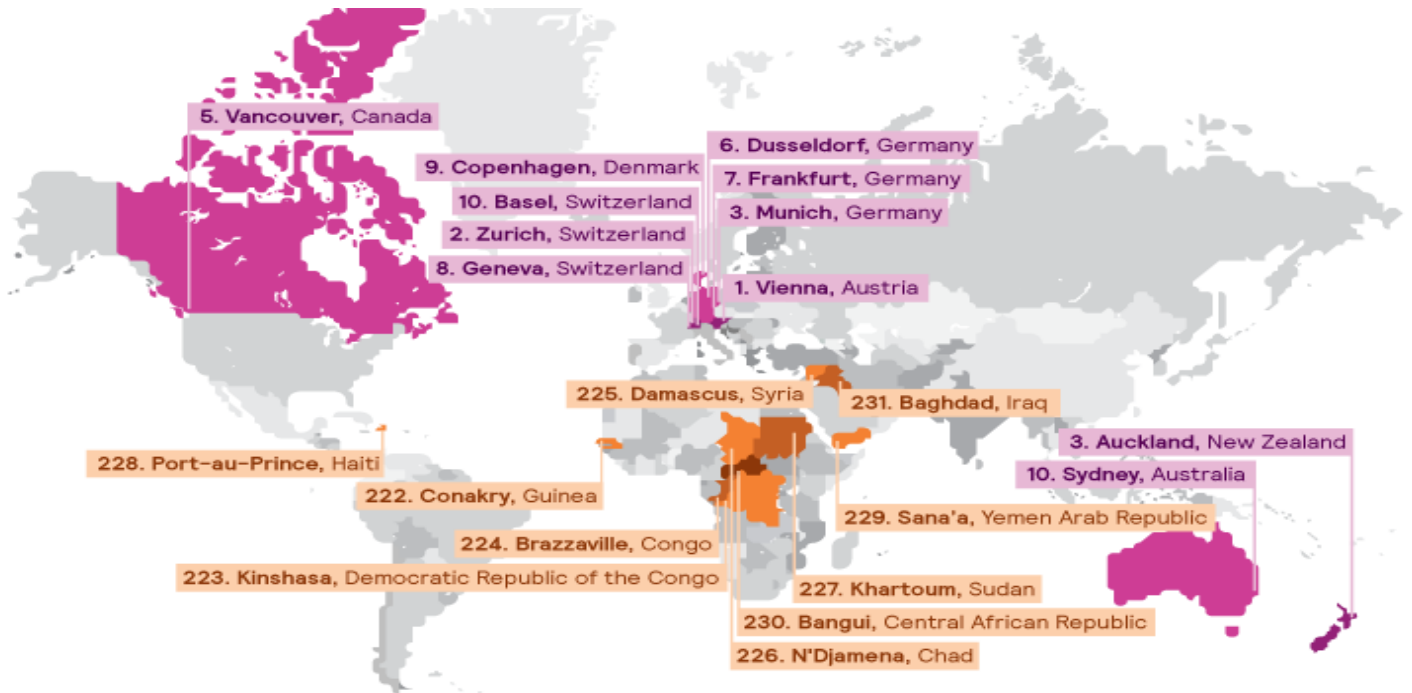 5. Vancouver, Canada
6. Dusseldorf, Germany
9. Copenhagen, Denmark
7. Frankfurt, Germany
10. Basel, Switzerland
3. Munich, Germany
2. Zurich, Switzerland
8. Geneva, Switzerland
1. Vienna, Austria
225. Damascus, Syria
231. Baghdad, Iraq
3. Auckland, New Zealand
228. Port-au-Prince, Haiti
10. Sydney, Australia
222. Conakry, Guinea
229. Sana'a, Yemen Arab Republic
224. Brazzaville, Congo
223. Kinshasa, Democratic Republic of the Congo
227. Khartoum, Sudan
230. Bangui, Central African Republic
226. N'Djamena, Chad